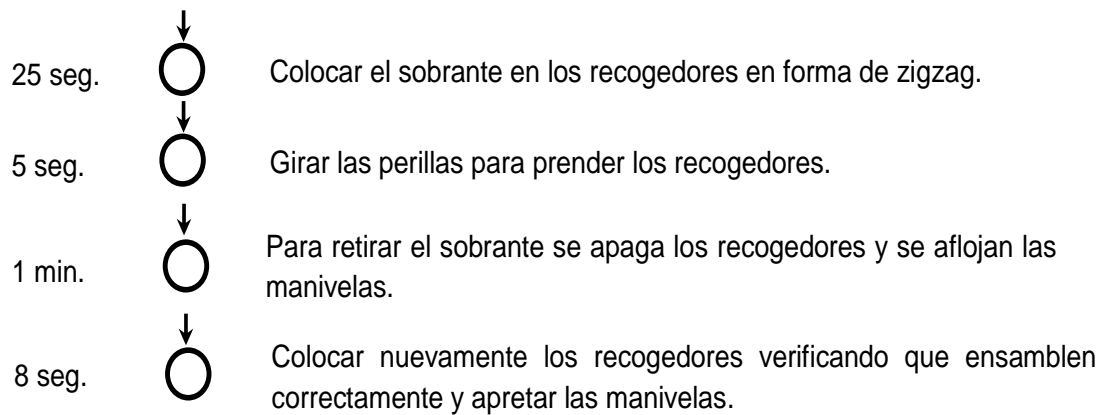 25 seg. Colocar el sobrante en los recogedores en forma de zigzag.
5 seg. Girar las perillas para prender los recogedores.
1 min. Para retirar el sobrante se apaga los recogedores y se aflojan las
manivelas.
8 seg. Colocar nuevamente los recogedores verificando que ensamblen
correctamente y apretar las manivelas.